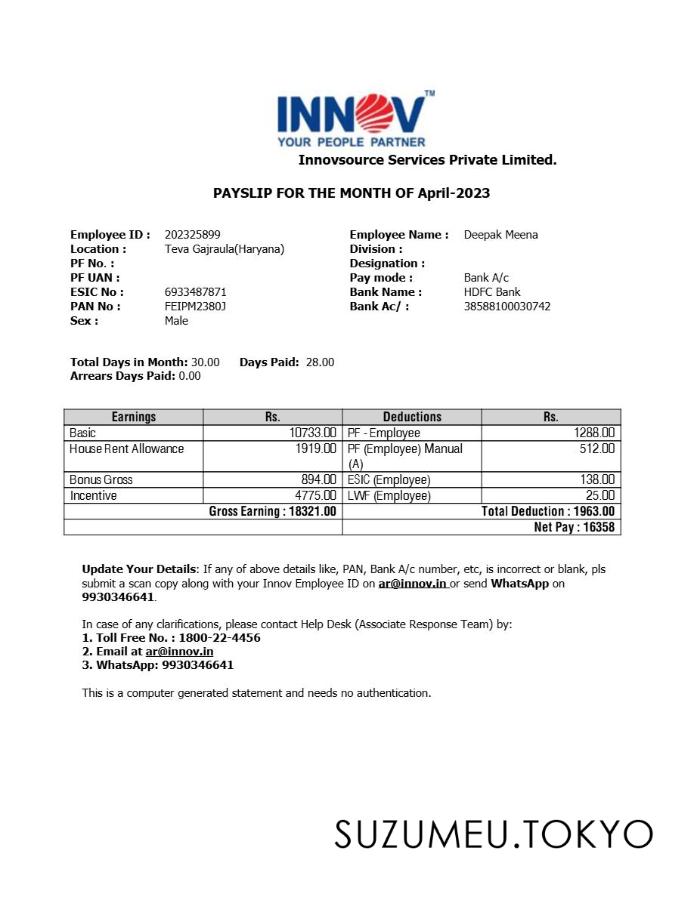 INNOV™
YOUR PEOPLE PARTNER
Innovsource Services Private Limited.
PAYSLIP FOR THE MONTH OF April-2023
Employee ID : 202325899 Employee Name : Deepak Meena
Location : Teva Gajraula(Haryana) Division :
PF No. : Designation :
PF UAN : Pay mode : Bank A/c
ESIC No : 6933487871 Bank Name : HDFC Bank
PAN No : FEIPM2380J Bank Ac/ : 38588100030742
Sex : Male
Total Days in Month: 30.00 Days Paid: 28.00
Arrears Days Paid: 0.00
Earnings Rs. Deductions Rs.
Basic 10733.00 PF - Employee 1288.00
House Rent Allowance 1919.00 PF (Employee) Manual 512.00
(A)
Bonus Gross 894.00 ESIC (Employee) 138.00
Incentive 4775.00 LWF (Employee) 25.00
Gross Earning : 18321.00 Total Deduction : 1963.00
Net Pay : 16358
Update Your Details: If any of above details like, PAN, Bank A/c number, etc, is incorrect or blank, pls
submit a scan copy along with your Innov Employee ID on ar@innov.in or send WhatsApp on
9930346641.
In case of any clarifications, please contact Help Desk (Associate Response Team) by:
1. Toll Free No. : 1800-22-4456
2. Email at ar@innov.in
3. WhatsApp: 9930346641
This is a computer generated statement and needs no authentication.
SUZUMEU.TOKYO